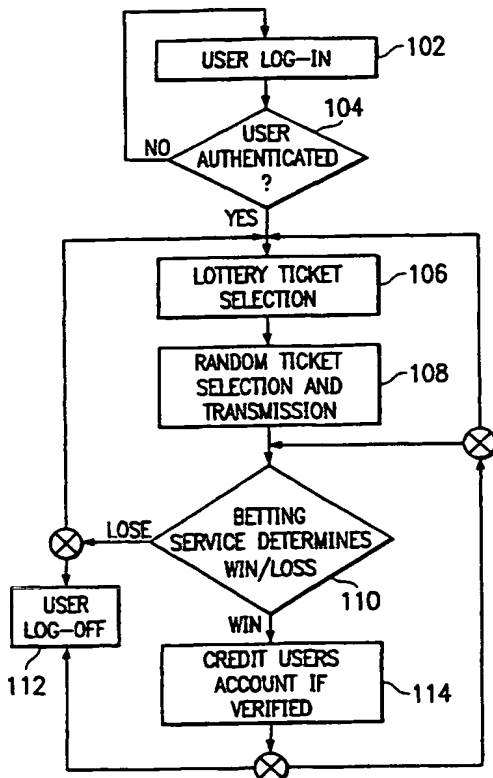 USER LOG-IN
102
104
USER
AUTHENTICATED
?
NO
YES
LOTTERY TICKET
SELECTION
106
RANDOM TICKET
SELECTION AND
TRANSMISSION
108
BETTING
SERVICE DETERMINES
WIN/LOSS
LOSE
110
USER
LOG-OFF
112
WIN
CREDIT USERS
ACCOUNT IF
VERIFIED
114